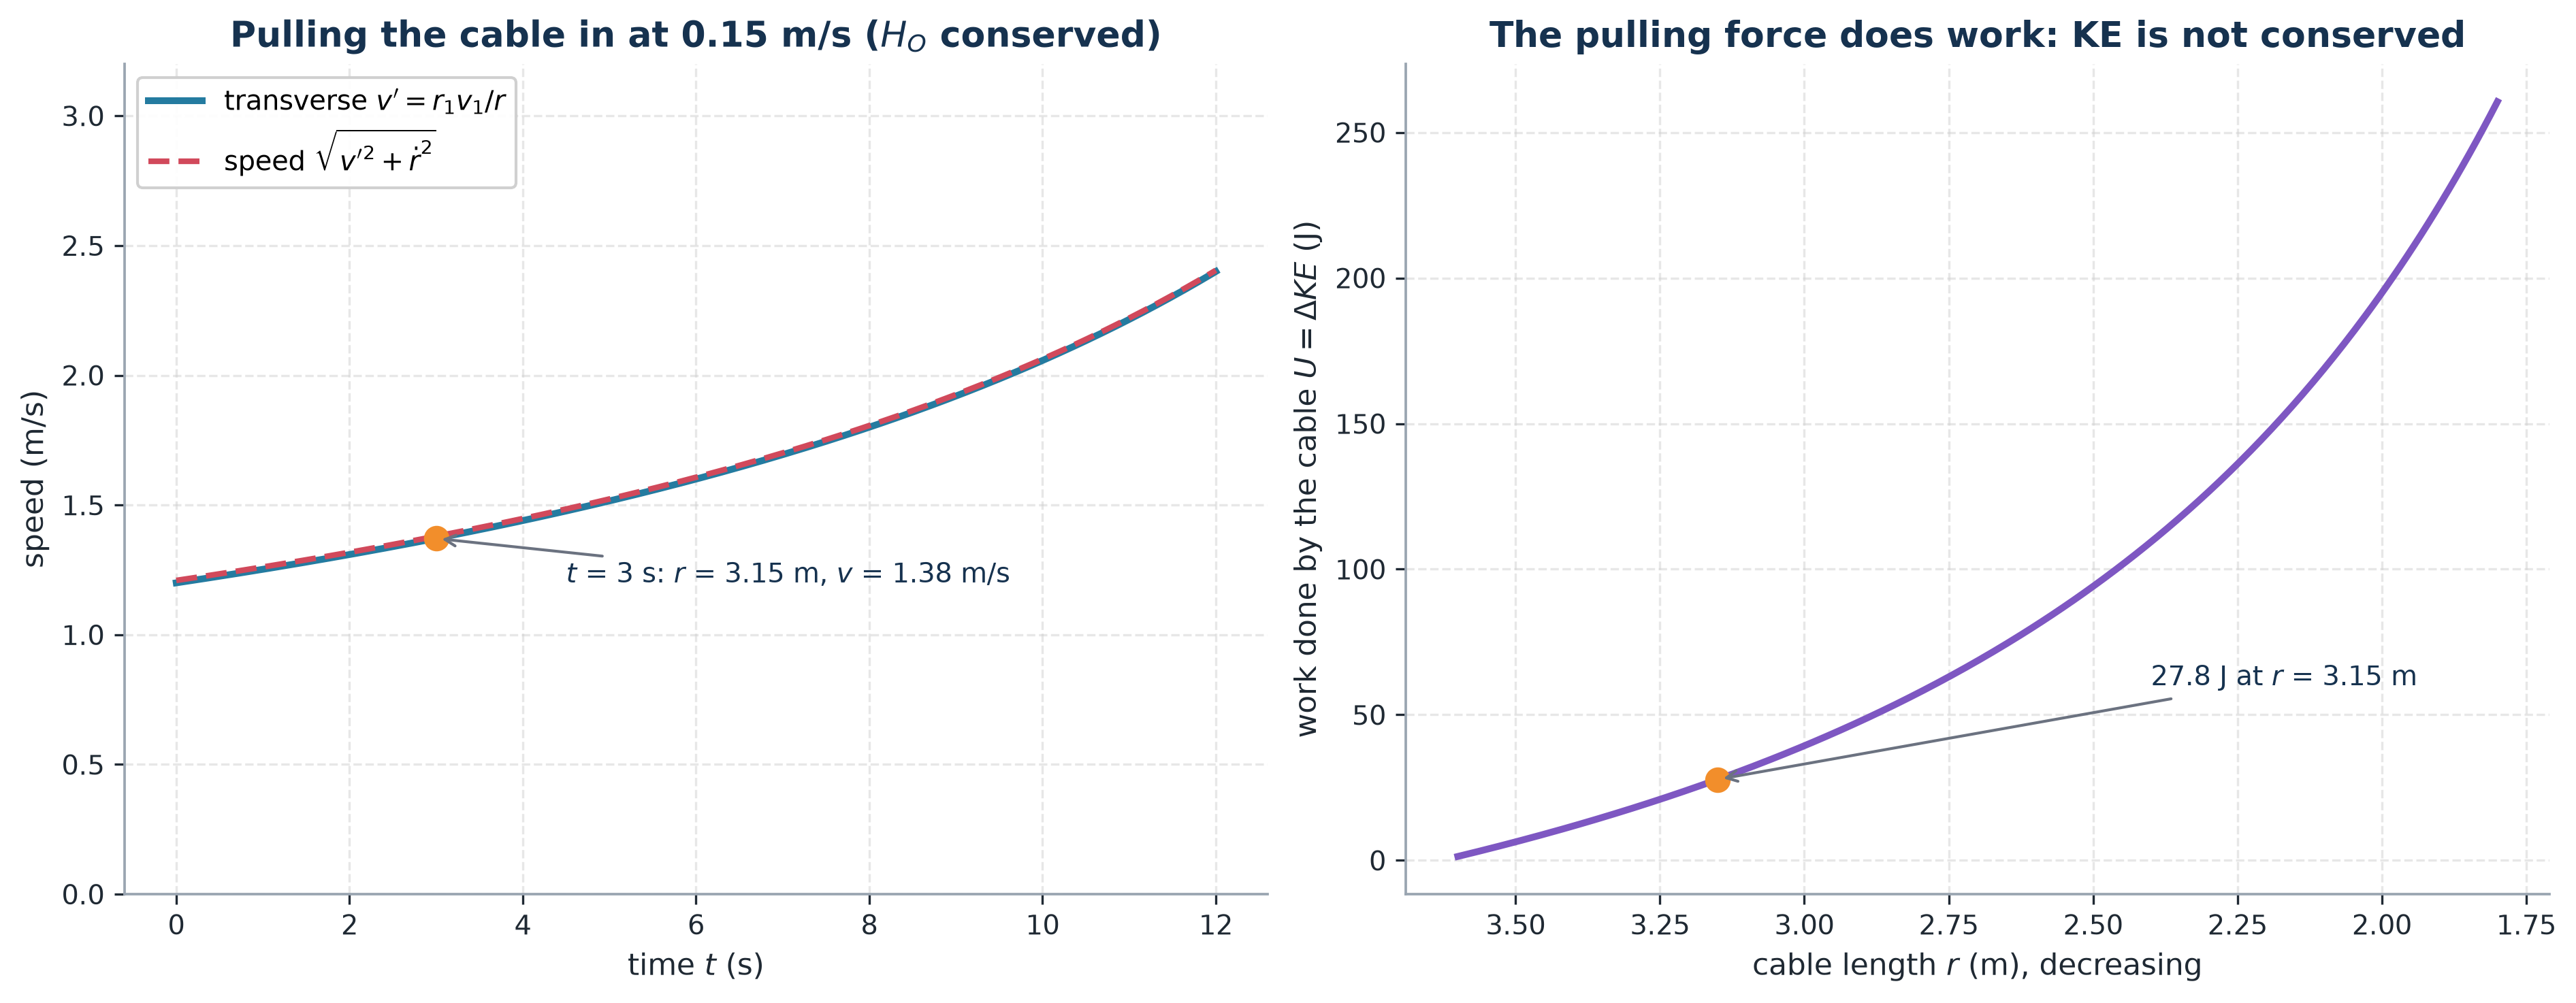 Pulling the cable in at 0.15 m/s (H_O conserved)
transverse v′ = r₁v₁/r
speed √(v′² + ṙ²)
3.0
2.5
2.0
1.5
1.0
0.5
0.0
speed (m/s)
t = 3 s: r = 3.15 m, v = 1.38 m/s
0 2 4 6 8 10 12
time t (s)
The pulling force does work: KE is not conserved
250
200
150
100
50
0
work done by the cable U = ΔKE (J)
27.8 J at r = 3.15 m
3.50 3.25 3.00 2.75 2.50 2.25 2.00 1.75
cable length r (m), decreasing